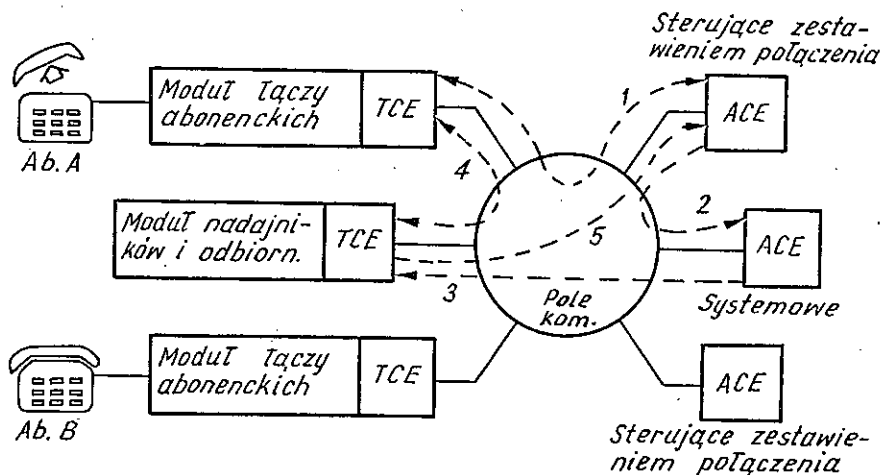 Sterujące zesta-
wieniem połączenia
Moduł łączy
abonenckich
TCE
1
ACE
Ab. A
4
Moduł nadajni-
ków i odbiorn.
TCE
2
5
ACE
3
Pole
kom.
Systemowe
Moduł łączy
abonenckich
TCE
ACE
Ab. B
Sterujące zestawie-
niem połączenia